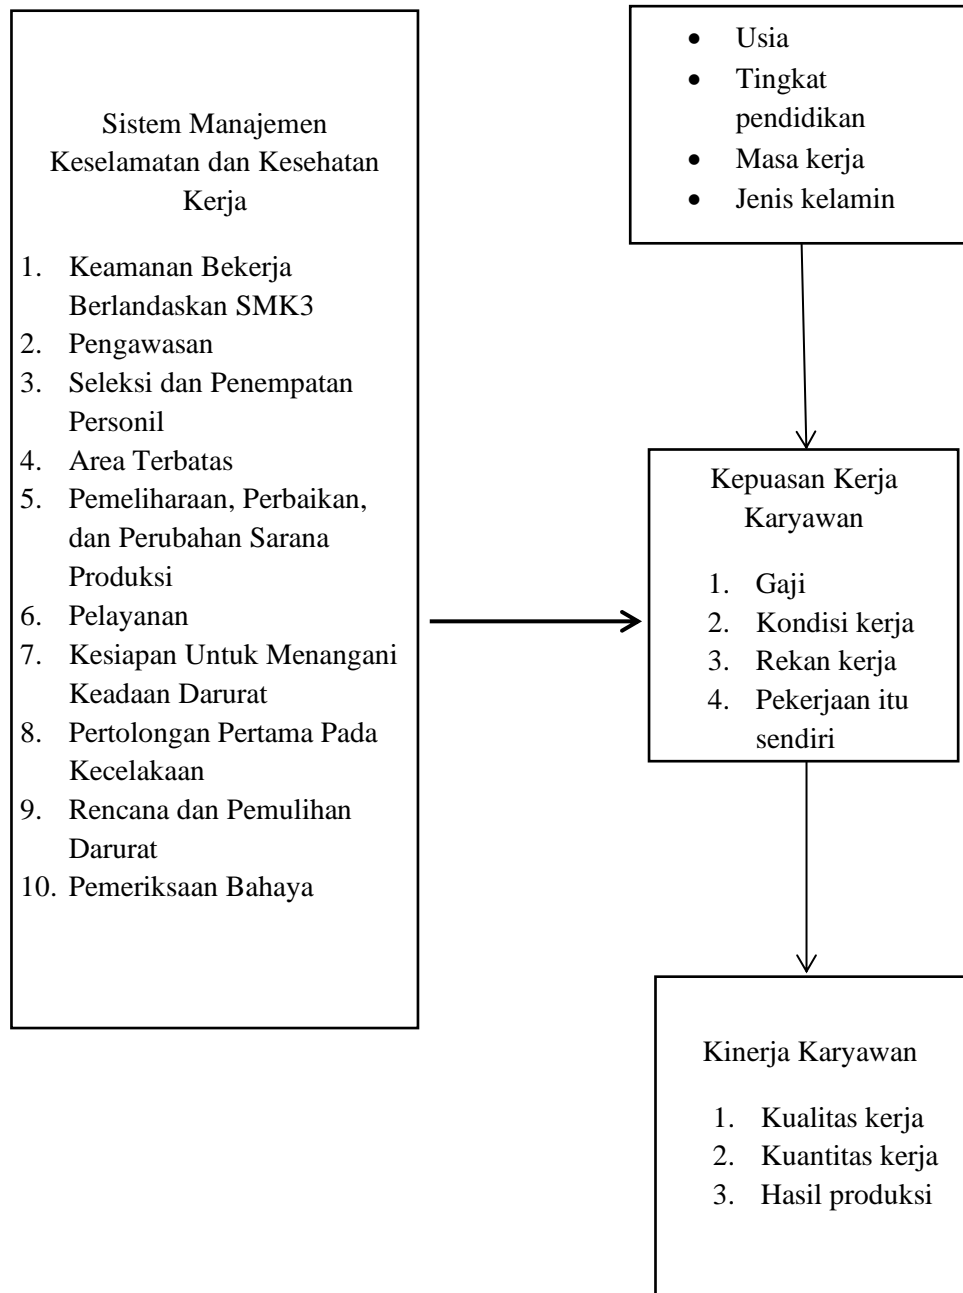 Sistem Manajemen
Keselamatan dan Kesehatan
Kerja
1. Keamanan Bekerja
Berlandaskan SMK3
2. Pengawasan
3. Seleksi dan Penempatan
Personil
4. Area Terbatas
5. Pemeliharaan, Perbaikan,
dan Perubahan Sarana
Produksi
6. Pelayanan
7. Kesiapan Untuk Menangani
Keadaan Darurat
8. Pertolongan Pertama Pada
Kecelakaan
9. Rencana dan Pemulihan
Darurat
10. Pemeriksaan Bahaya
• Usia
• Tingkat
pendidikan
• Masa kerja
• Jenis kelamin
Kepuasan Kerja
Karyawan
1. Gaji
2. Kondisi kerja
3. Rekan kerja
4. Pekerjaan itu
sendiri
Kinerja Karyawan
1. Kualitas kerja
2. Kuantitas kerja
3. Hasil produksi